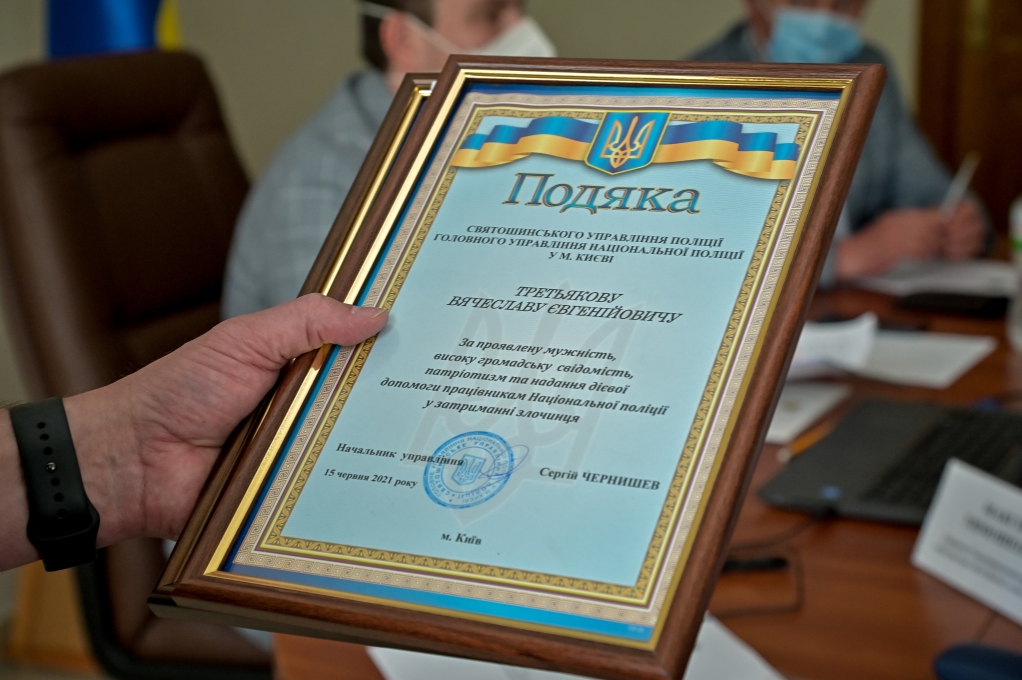 Подяка
СВЯТОШИНСЬКОГО УПРАВЛІННЯ ПОЛІЦІЇ
ГОЛОВНОГО УПРАВЛІННЯ НАЦІОНАЛЬНОЇ ПОЛІЦІЇ
У М. КИЄВІ
ТРЕТЬЯКОВУ
ВЯЧЕСЛАВУ ЄВГЕНІЙОВИЧУ
За проявлену мужність,
високу громадську свідомість,
патріотизм та надання дієвої
допомоги працівникам Національної поліції
у затриманні злочинця
Начальник управління
Сергій ЧЕРНИШЕВ
15 червня 2021 року
м. Київ